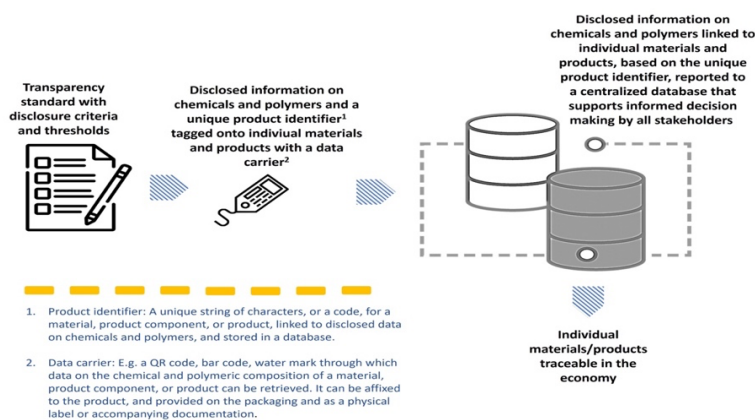 Transparency
standard with
disclosure criteria
and thresholds
Disclosed information on
chemicals and polymers and a
unique product identifier1
tagged onto indiviual materials
and products with a data
carrier2
Disclosed information on
chemicals and polymers linked to
individual materials and
products, based on the unique
product identifier, reported to
a centralized database that
supports informed decision
making by all stakeholders
Individual
materials/products
traceable in the
economy
1. Product identifier: A unique string of characters, or a code, for a
material, product component, or product, linked to disclosed data
on chemicals and polymers, and stored in a database.
2. Data carrier: E.g. a QR code, bar code, water mark through which
data on the chemical and polymeric composition of a material,
product component, or product can be retrieved. It can be affixed
to the product, and provided on the packaging and as a physical
label or accompanying documentation.